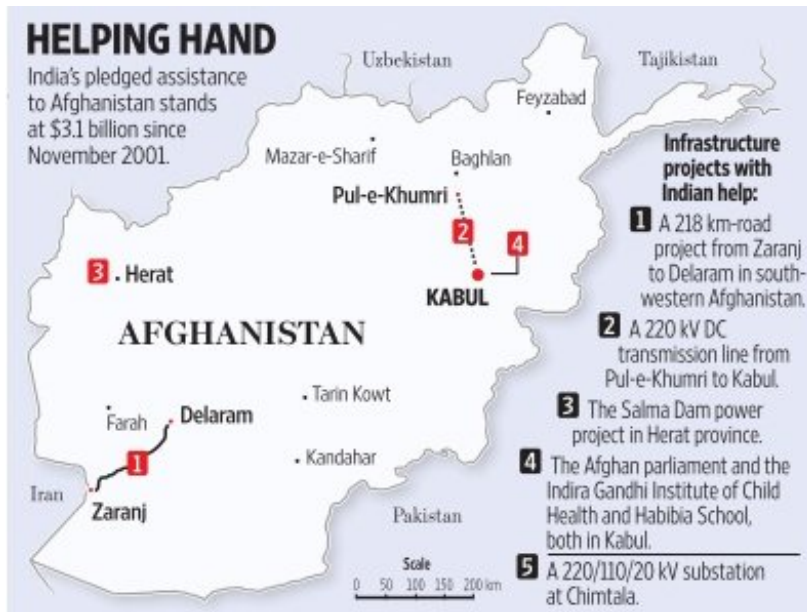 HELPING HAND
India's pledged assistance
to Afghanistan stands
at $3.1 billion since
November 2001.
Uzbekistan
Tajikistan
Feyzabad
Mazar-e-Sharif
Baghlan
Pul-e-Khumri
2
4
3
Herat
KABUL
AFGHANISTAN
Tarin Kowt
Farah
Delaram
1
Kandahar
Iran
Zaranj
Pakistan
Scale
0 50 100 150 200 km
Infrastructure
projects with
Indian help:
1 A 218 km-road
project from Zaranj
to Delaram in south-
western Afghanistan.
2 A 220 kV DC
transmission line from
Pul-e-Khumri to Kabul.
3 The Salma Dam power
project in Herat province.
4 The Afghan parliament and the
Indira Gandhi Institute of Child
Health and Habibia School,
both in Kabul.
5 A 220/110/20 kV substation
at Chimtala.